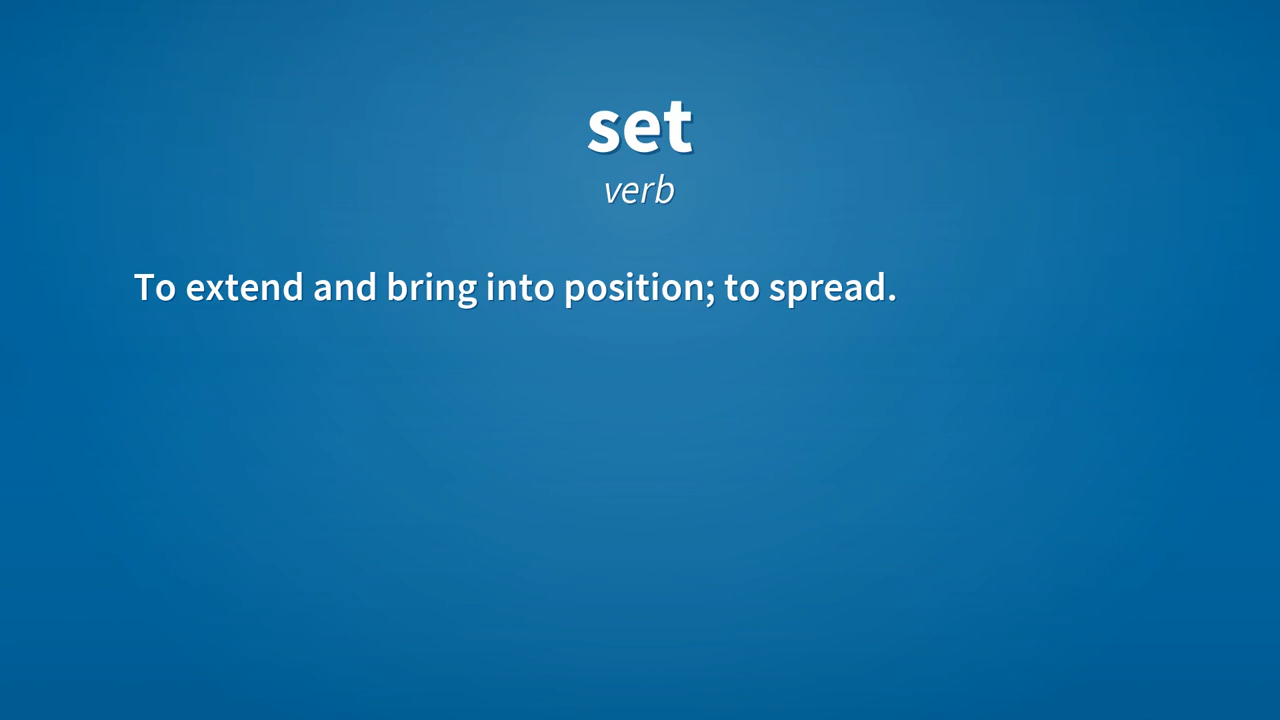 set
verb
To extend and bring into position; to spread.